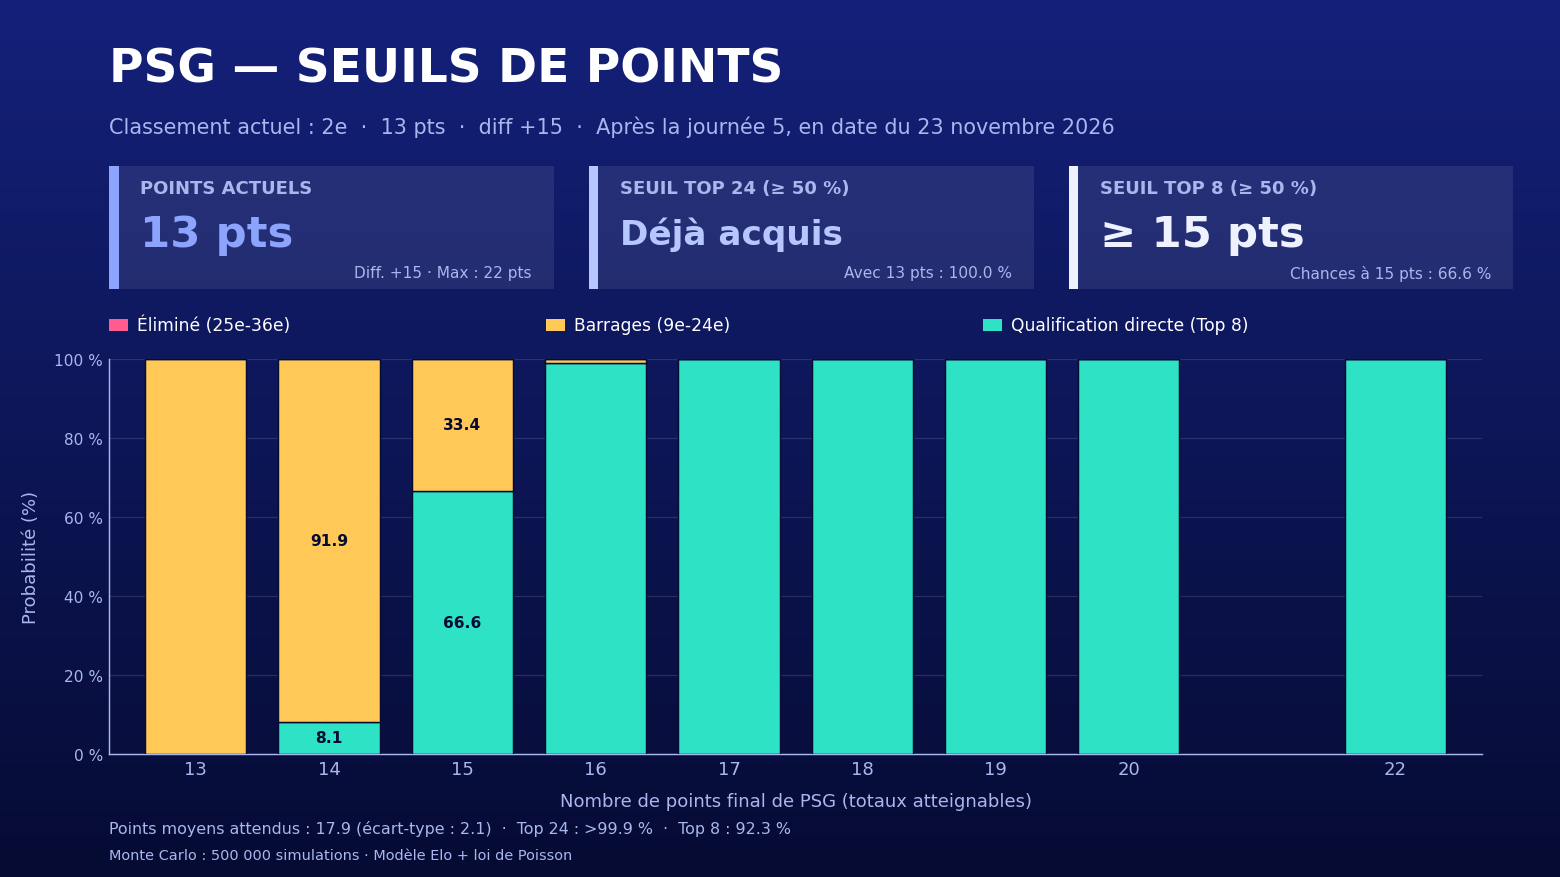 PSG — SEUILS DE POINTS
Classement actuel : 2e · 13 pts · diff +15 · Après la journée 5, en date du 23 novembre 2026
POINTS ACTUELS
13 pts
Diff. +15 · Max : 22 pts
SEUIL TOP 24 (≥ 50 %)
Déjà acquis
Avec 13 pts : 100.0 %
SEUIL TOP 8 (≥ 50 %)
≥ 15 pts
Chances à 15 pts : 66.6 %
Éliminé (25e-36e)
Barrages (9e-24e)
Qualification directe (Top 8)
Probabilité (%)
100 %
80 %
60 %
40 %
20 %
0 %
91.9
8.1
33.4
66.6
13 14 15 16 17 18 19 20 22
Nombre de points final de PSG (totaux atteignables)
Points moyens attendus : 17.9 (écart-type : 2.1) · Top 24 : >99.9 % · Top 8 : 92.3 %
Monte Carlo : 500 000 simulations · Modèle Elo + loi de Poisson